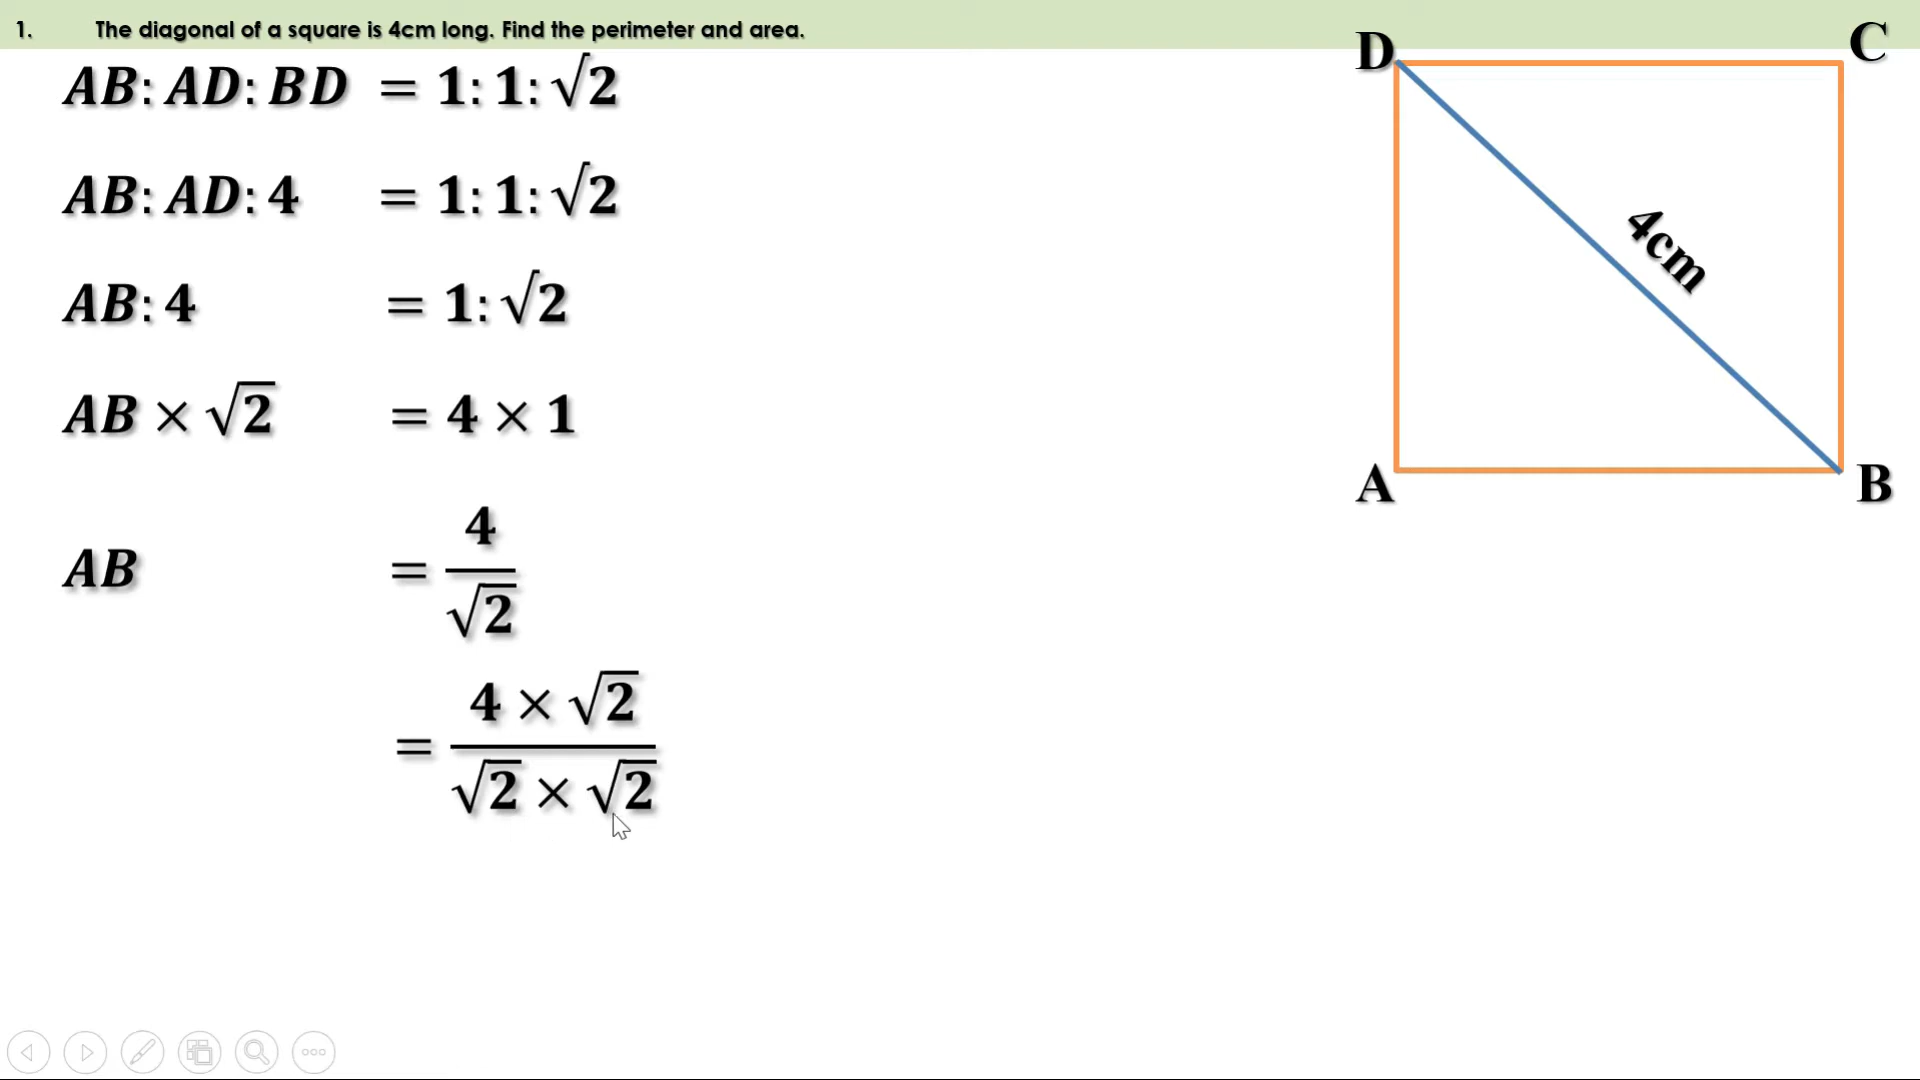 1. The diagonal of a square is 4cm long. Find the perimeter and area.
AB: AD: BD = 1: 1: √2
AB: AD: 4 = 1: 1: √2
AB: 4 = 1: √2
AB × √2 = 4 × 1
AB = 4 / √2
= 4 × √2 / √2 × √2
D
C
4cm
A
B